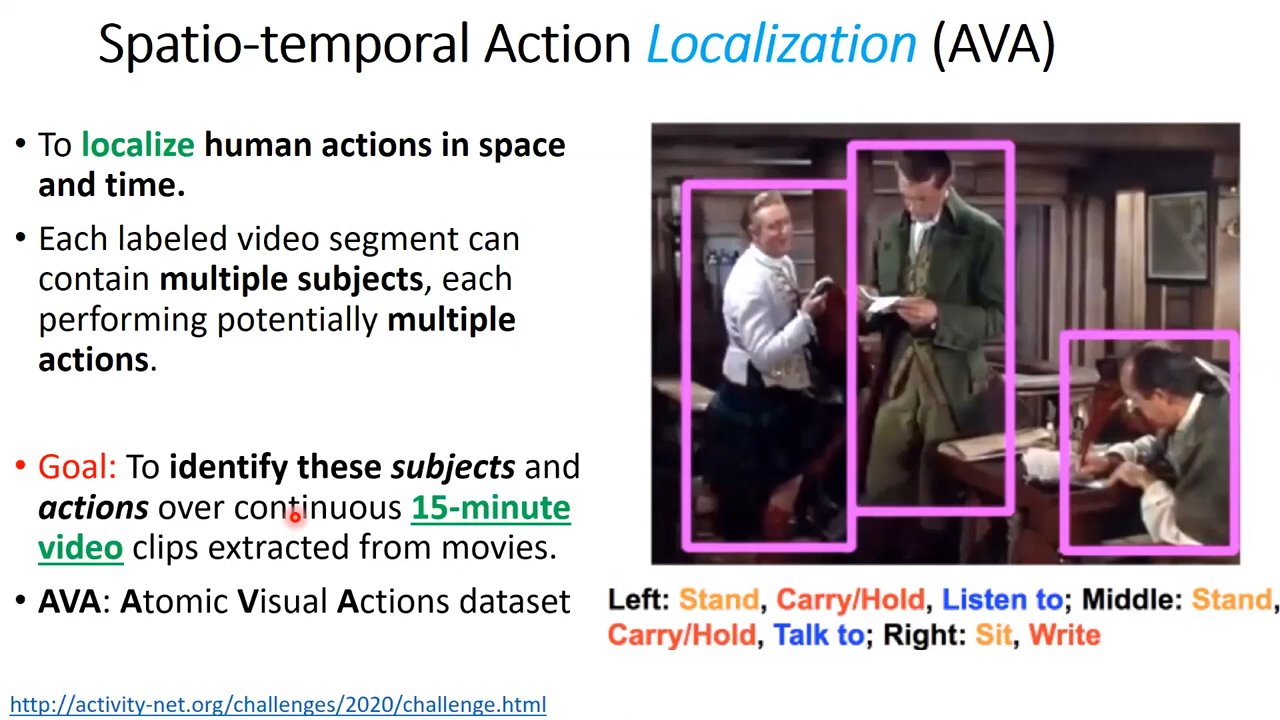 Spatio-temporal Action Localization (AVA)
• To localize human actions in space
and time.
• Each labeled video segment can
contain multiple subjects, each
performing potentially multiple
actions.
• Goal: To identify these subjects and
actions over continuous 15-minute
video clips extracted from movies.
• AVA: Atomic Visual Actions dataset
Left: Stand, Carry/Hold, Listen to; Middle: Stand,
Carry/Hold, Talk to; Right: Sit, Write
http://activity-net.org/challenges/2020/challenge.html